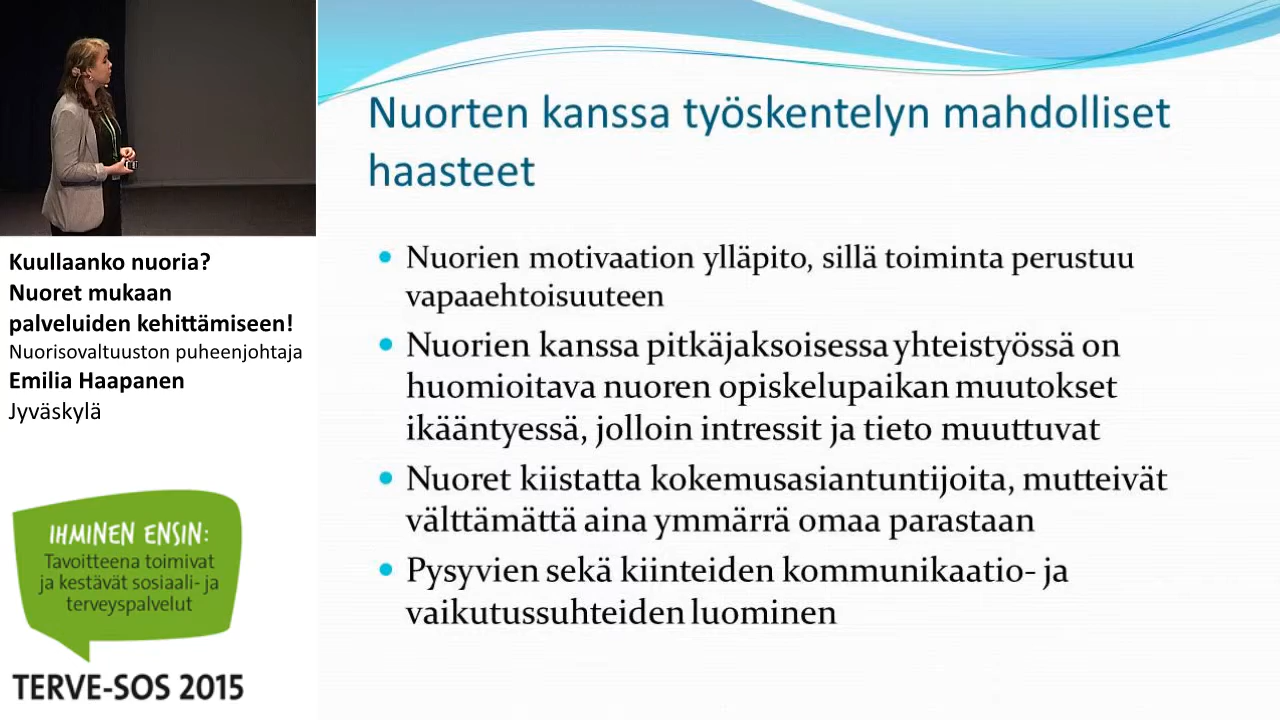 Kuullaanko nuoria?
Nuoret mukaan
palveluiden kehittämiseen!
Nuorisovaltuuston puheenjohtaja
Emilia Haapanen
Jyväskylä
IHMINEN ENSIN:
Tavoitteena toimivat
ja kestävät sosiaali- ja
terveyspalvelut
TERVE-SOS 2015
Nuorten kanssa työskentelyn mahdolliset
haasteet
Nuorien motivaation ylläpito, sillä toiminta perustuu
vapaaehtoisuuteen
Nuorien kanssa pitkäjaksoisessa yhteistyössä on
huomioitava nuoren opiskelupaikan muutokset
ikääntyessä, jolloin intressit ja tieto muuttuvat
Nuoret kiistatta kokemusasiantuntijoita, mutteivät
välttämättä aina ymmärrä omaa parastaan
Pysyvien sekä kiinteiden kommunikaatio- ja
vaikutussuhteiden luominen